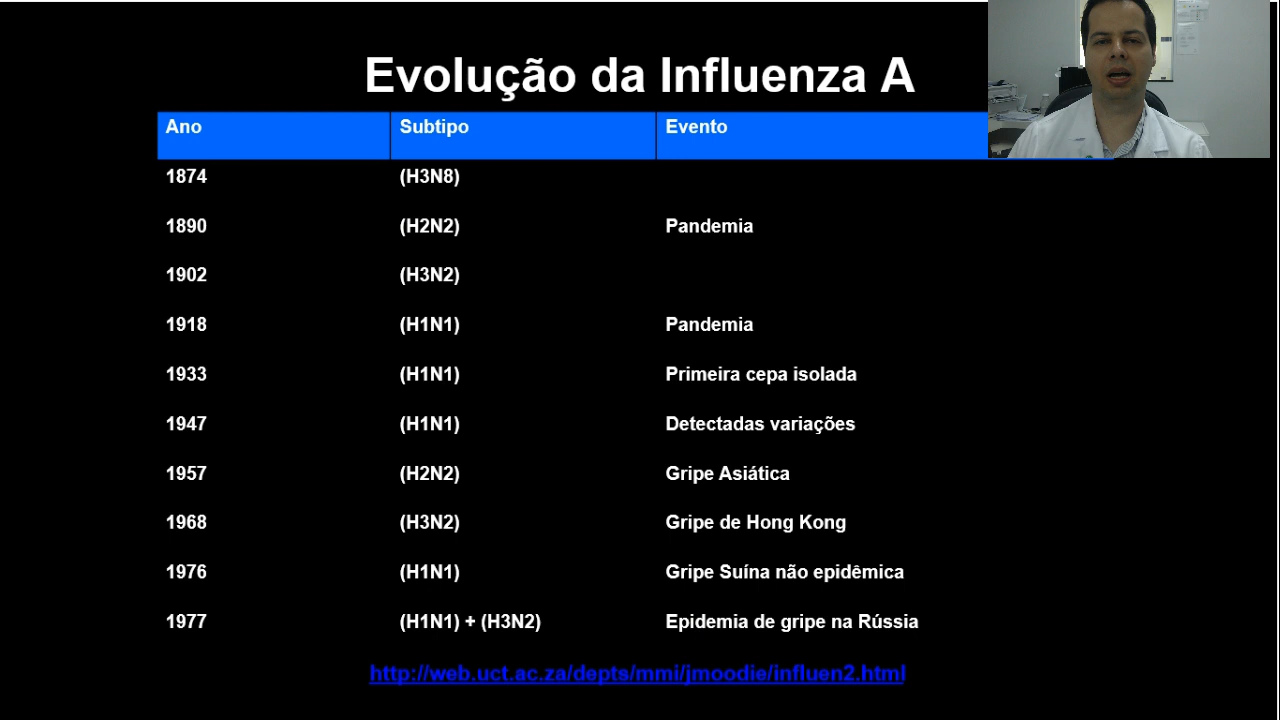 Evolução da Influenza A
Ano Subtipo Evento
1874 (H3N8)
1890 (H2N2) Pandemia
1902 (H3N2)
1918 (H1N1) Pandemia
1933 (H1N1) Primeira cepa isolada
1947 (H1N1) Detectadas variações
1957 (H2N2) Gripe Asiática
1968 (H3N2) Gripe de Hong Kong
1976 (H1N1) Gripe Suína não epidêmica
1977 (H1N1) + (H3N2) Epidemia de gripe na Rússia
http://web.uct.ac.za/depts/mmi/jmoodie/influen2.html